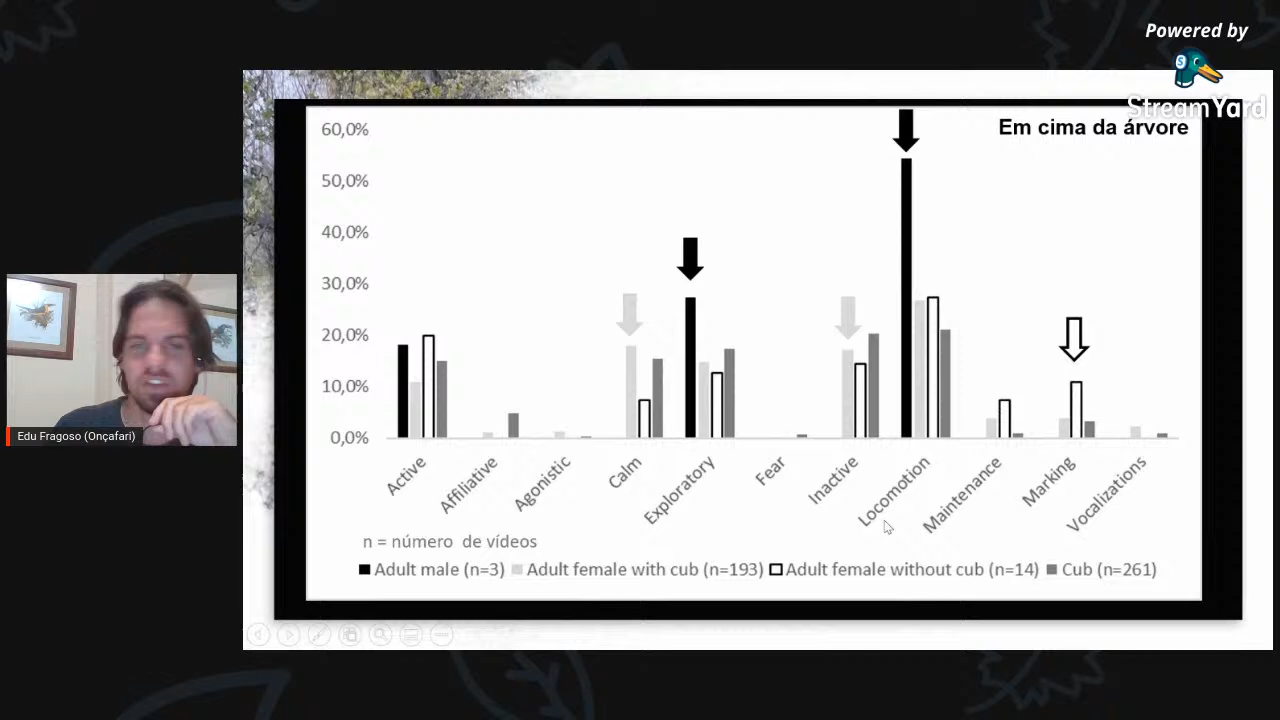 Powered by
StreamYard
Em cima da árvore
60,0%
50,0%
40,0%
30,0%
20,0%
10,0%
0,0%
Active
Affiliative
Agonistic
Calm
Exploratory
Fear
Inactive
Locomotion
Maintenance
Marking
Vocalizations
n = número de vídeos
Adult male (n=3) Adult female with cub (n=193) Adult female without cub (n=14) Cub (n=261)
Edu Fragoso (Onçafari)